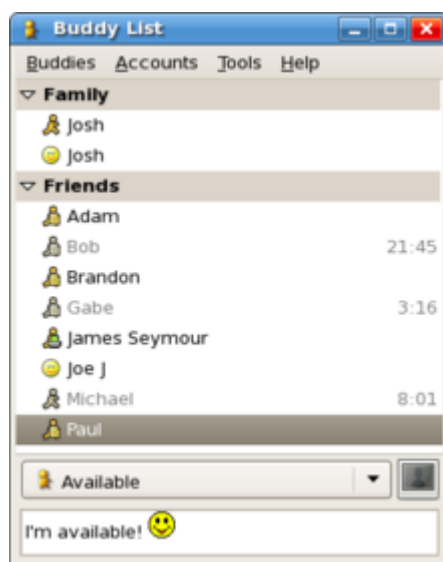 Buddy List
Buddies Accounts Tools Help
Family
Josh
Josh
Friends
Adam
Bob 21:45
Brandon
Gabe 3:16
James Seymour
Joe J
Michael 8:01
Paul
Available
I'm available!